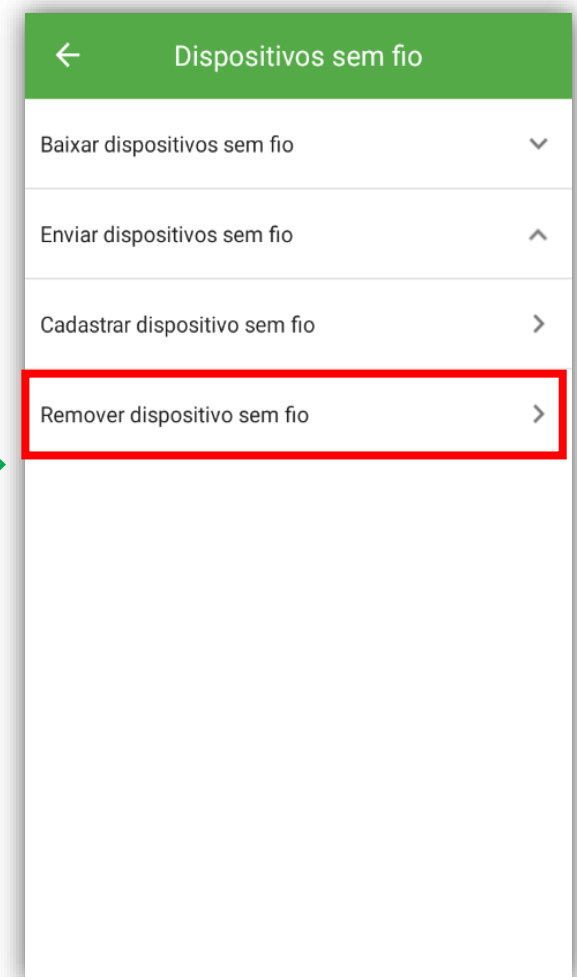 Dispositivos sem fio
Baixar dispositivos sem fio
Enviar dispositivos sem fio
Cadastrar dispositivo sem fio
Remover dispositivo sem fio